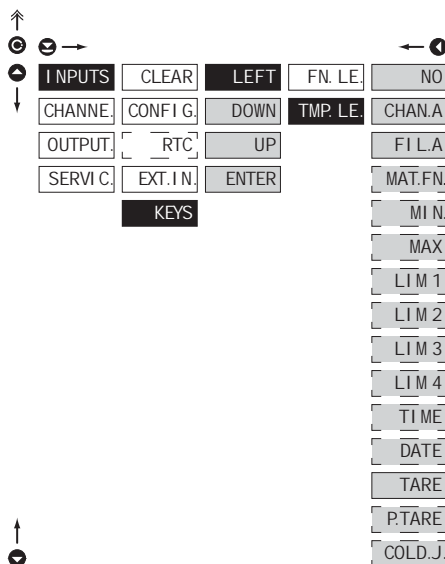 INPUTS CLEAR LEFT FN. LE. NO
CHANNE. CONFIG. DOWN TMP. LE. CHAN.A
OUTPUT. RTC UP FIL.A
SERVIC. EXT.IN. ENTER MAT.FN.
KEYS MIN.
MAX
LIM 1
LIM 2
LIM 3
LIM 4
TIME
DATE
TARE
P.TARE
COLD.J.